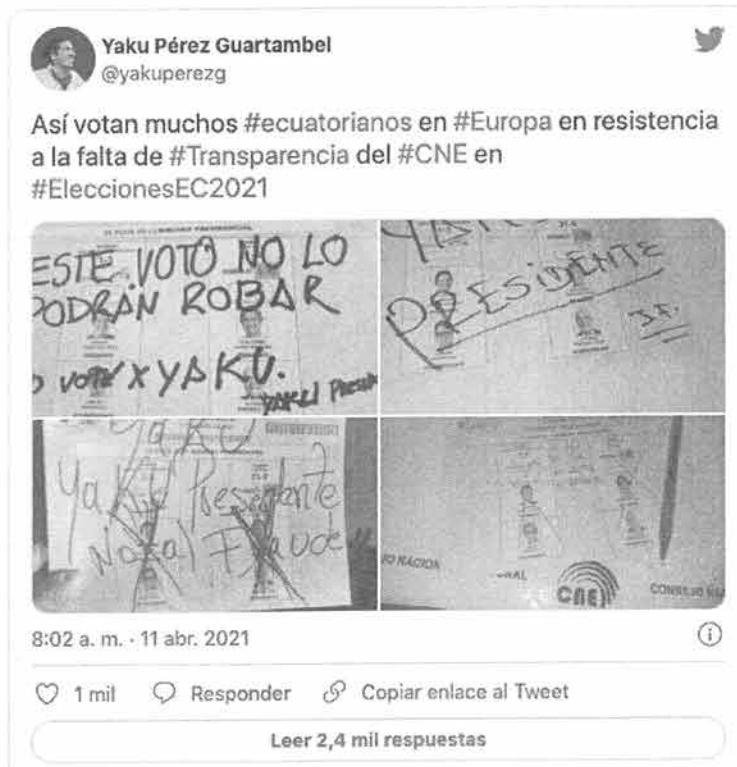 Yaku Pérez Guartambel
@yakuperezg
Así votan muchos #ecuatorianos en #Europa en resistencia
a la falta de #Transparencia del #CNE en
#EleccionesEC2021
ESTE VOTO NO LO
PODRÁN ROBAR
VOTE X YAKU.
YAKU
PRESIDENTE
YaKU
YaKU Presidente
No al Fraude
CNE
8:02 a. m. · 11 abr. 2021
1 mil
Responder
Copiar enlace al Tweet
Leer 2,4 mil respuestas